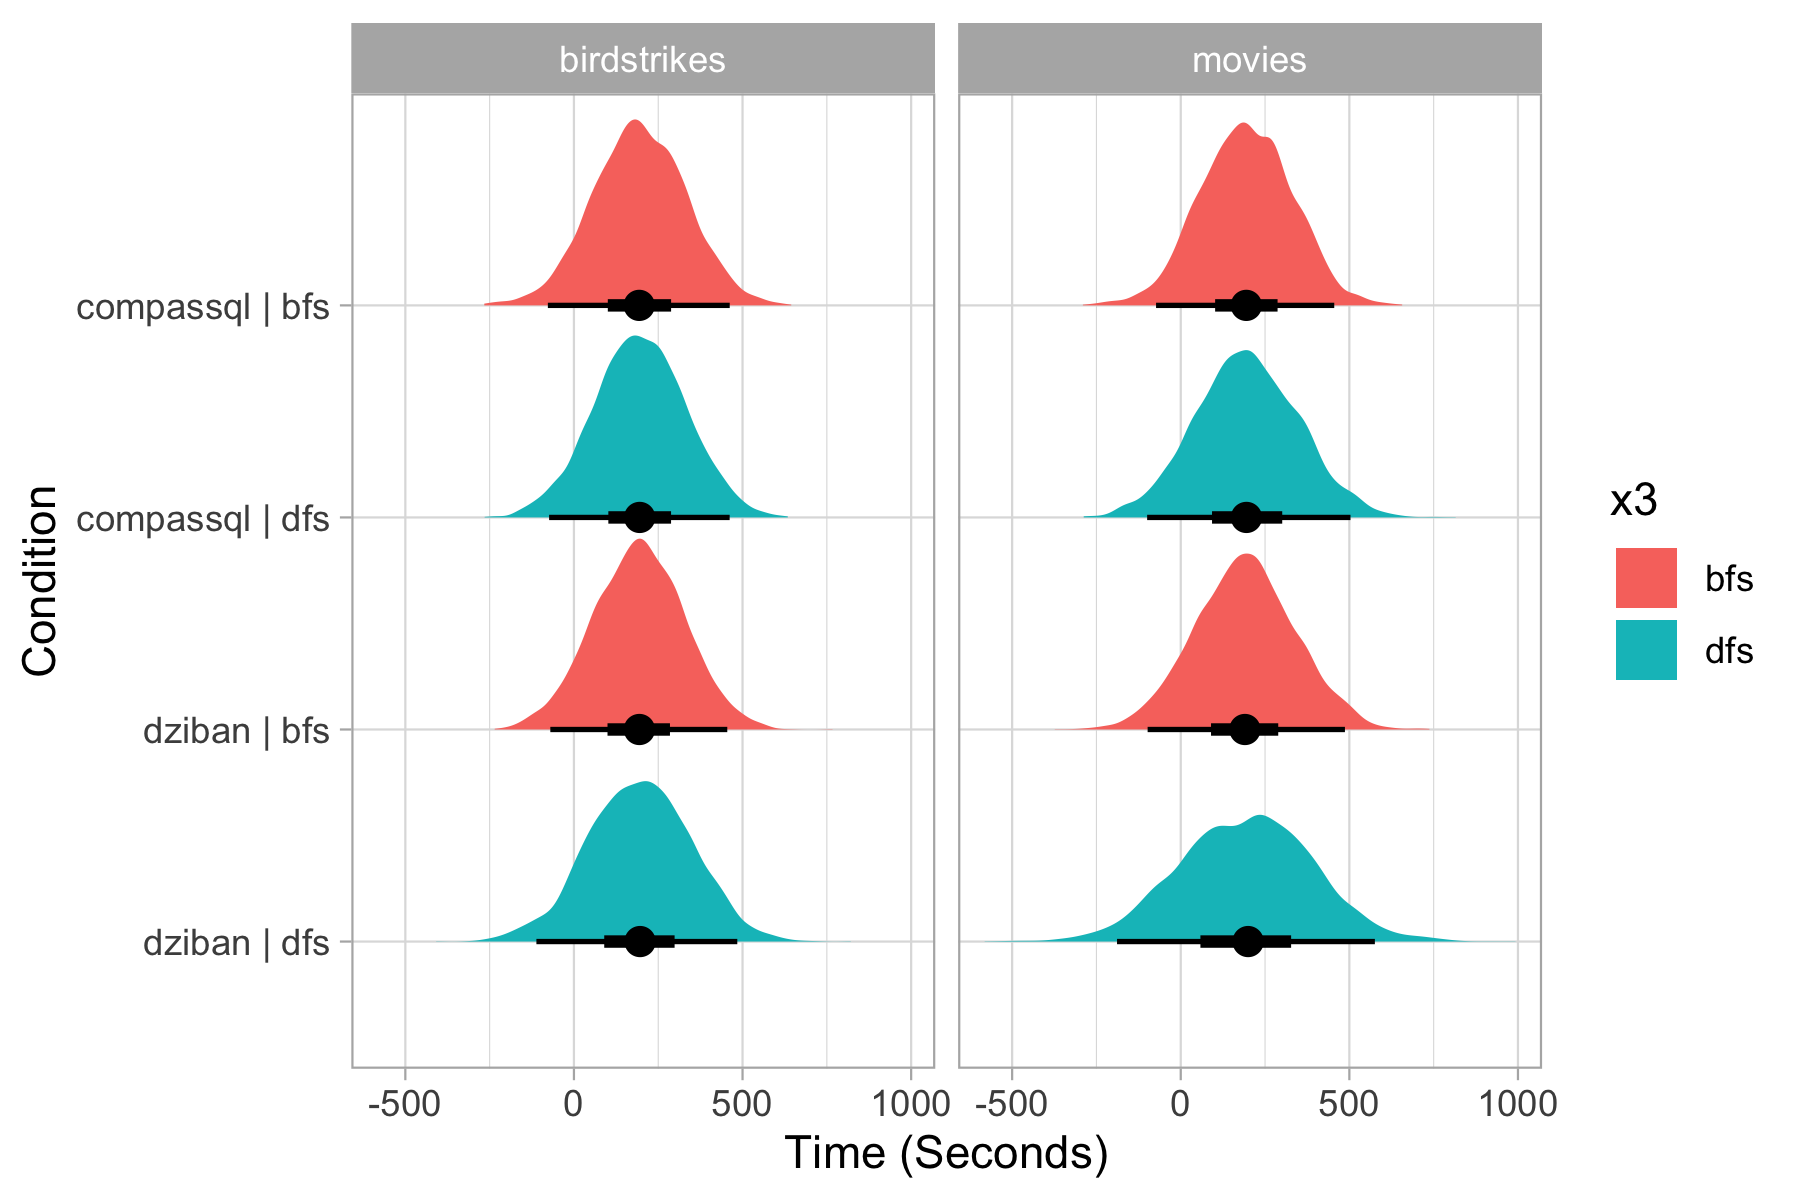 birdstrikes
movies
compassql | bfs
compassql | dfs
dziban | bfs
dziban | dfs
Condition
-500 0 500 1000
-500 0 500 1000
Time (Seconds)
x3
bfs
dfs